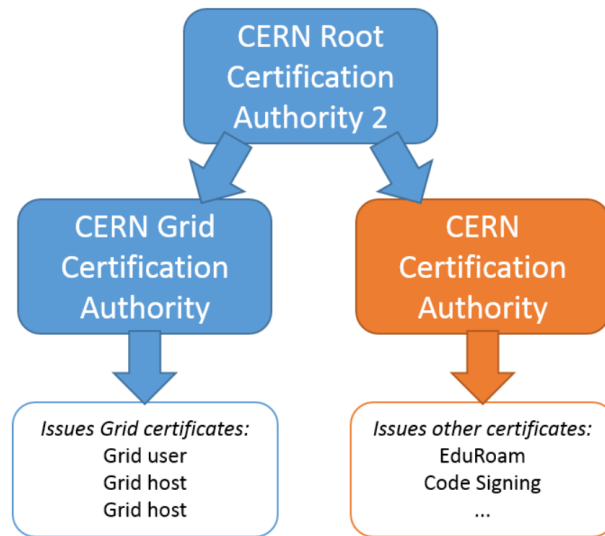 CERN Root
Certification
Authority 2
CERN Grid
Certification
Authority
CERN
Certification
Authority
Issues Grid certificates:
Grid user
Grid host
Grid host
Issues other certificates:
EduRoam
Code Signing
...